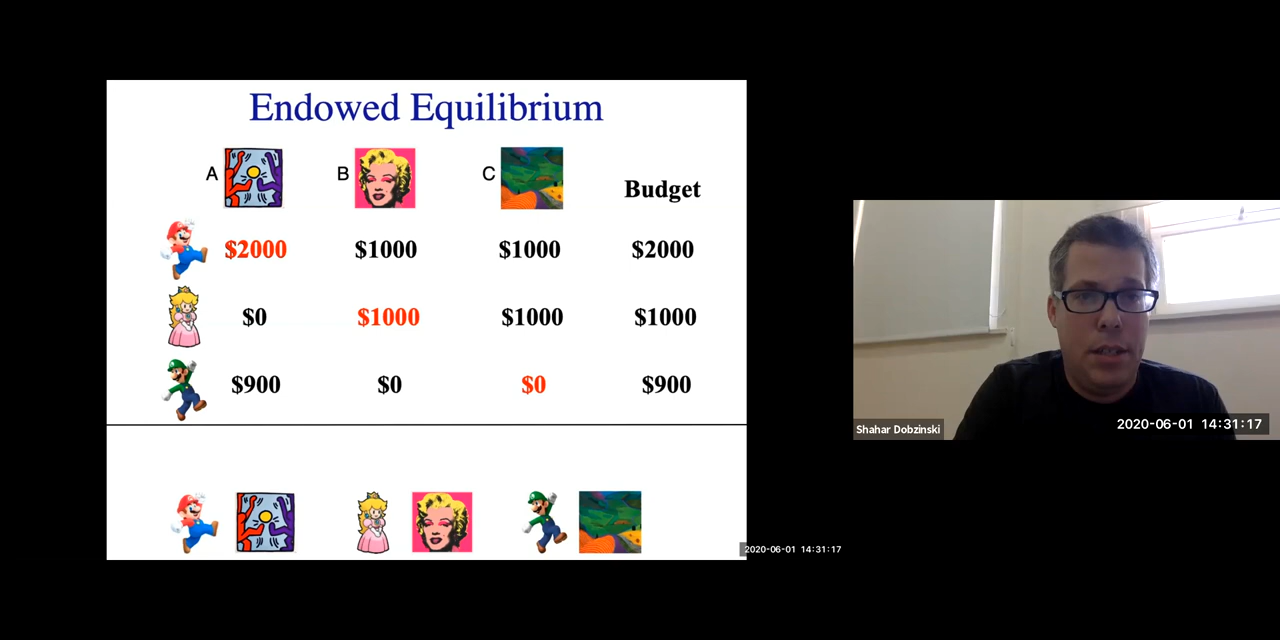 Endowed Equilibrium
A B C Budget
$2000 $1000 $1000 $2000
$0 $1000 $1000 $1000
$900 $0 $0 $900
Shahar Dobzinski
2020-06-01 14:31:17
2020-06-01 14:31:17